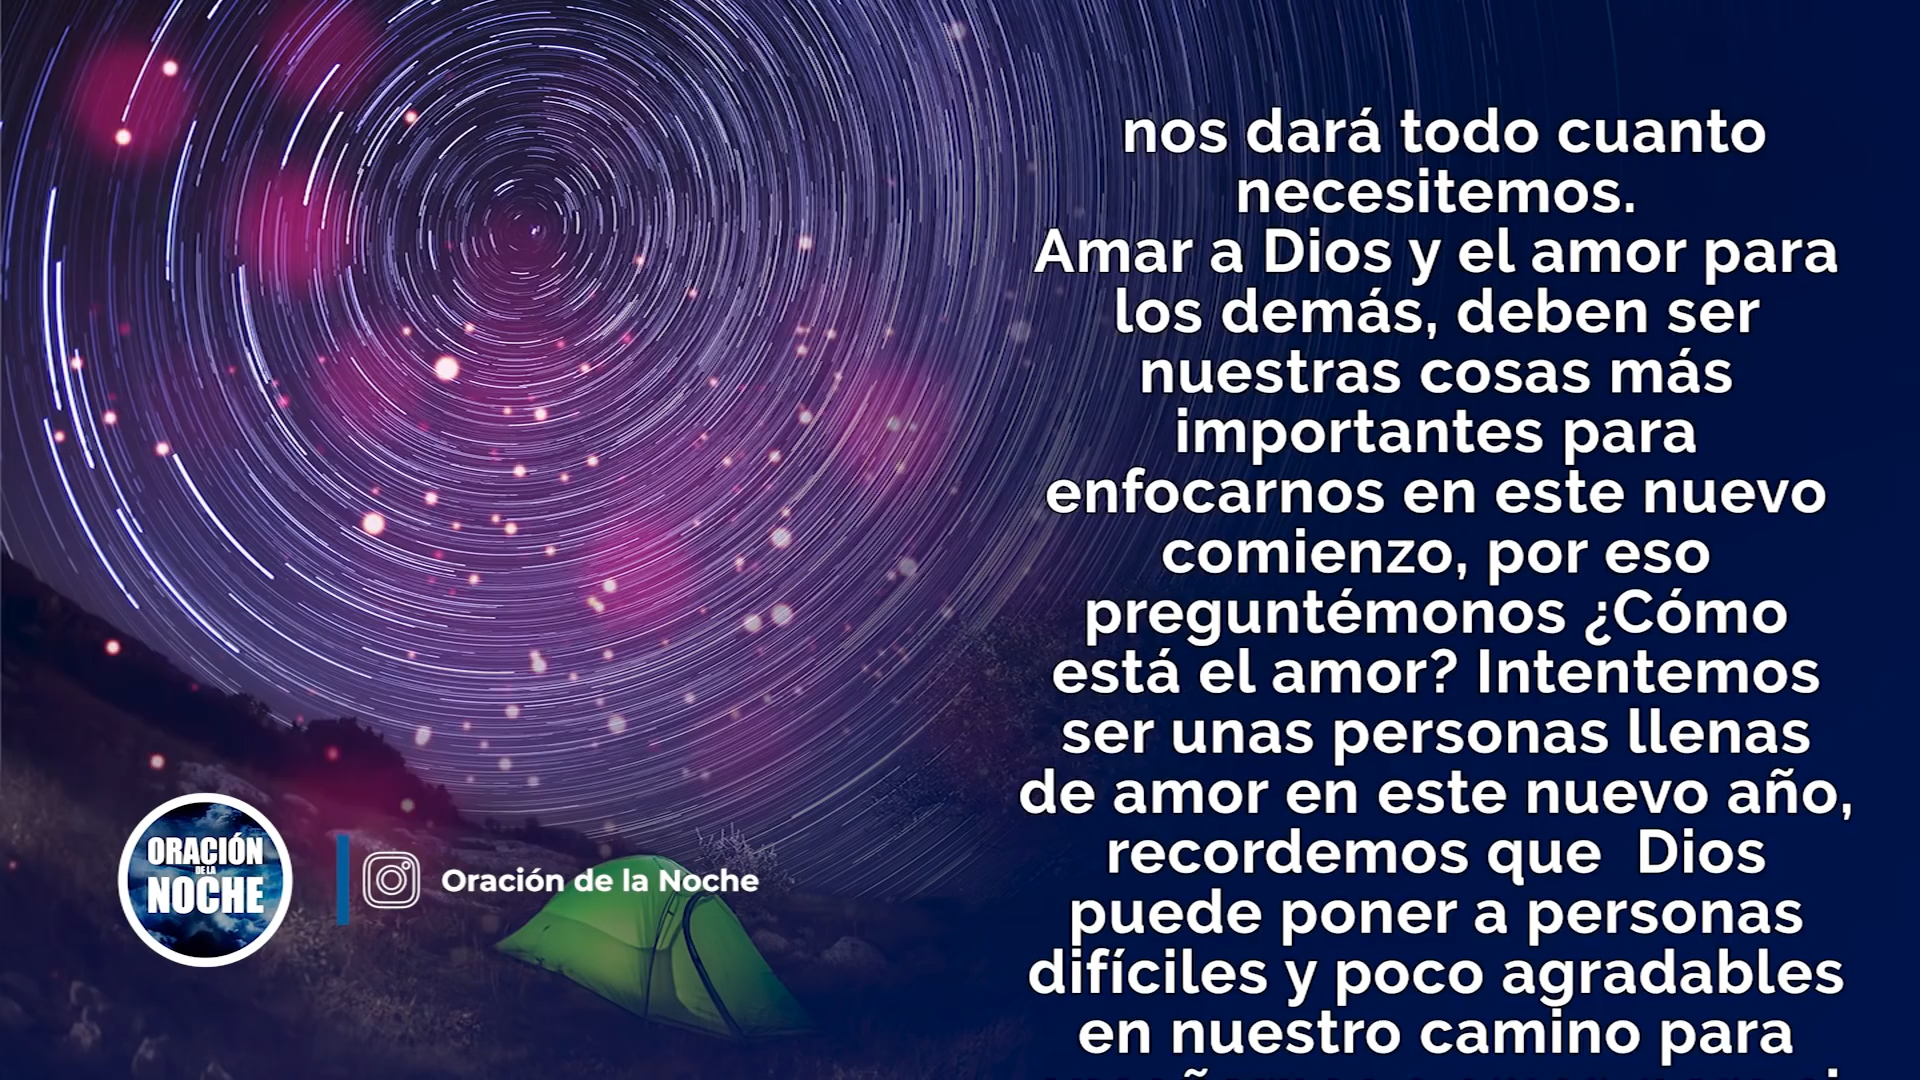 nos dará todo cuanto
necesitemos.
Amar a Dios y el amor para
los demás, deben ser
nuestras cosas más
importantes para
enfocarnos en este nuevo
comienzo, por eso
preguntémonos ¿Cómo
está el amor? Intentemos
ser unas personas llenas
de amor en este nuevo año,
recordemos que  Dios
puede poner a personas
difíciles y poco agradables
en nuestro camino para
ORACIÓN
DE LA
NOCHE
Oración de la Noche